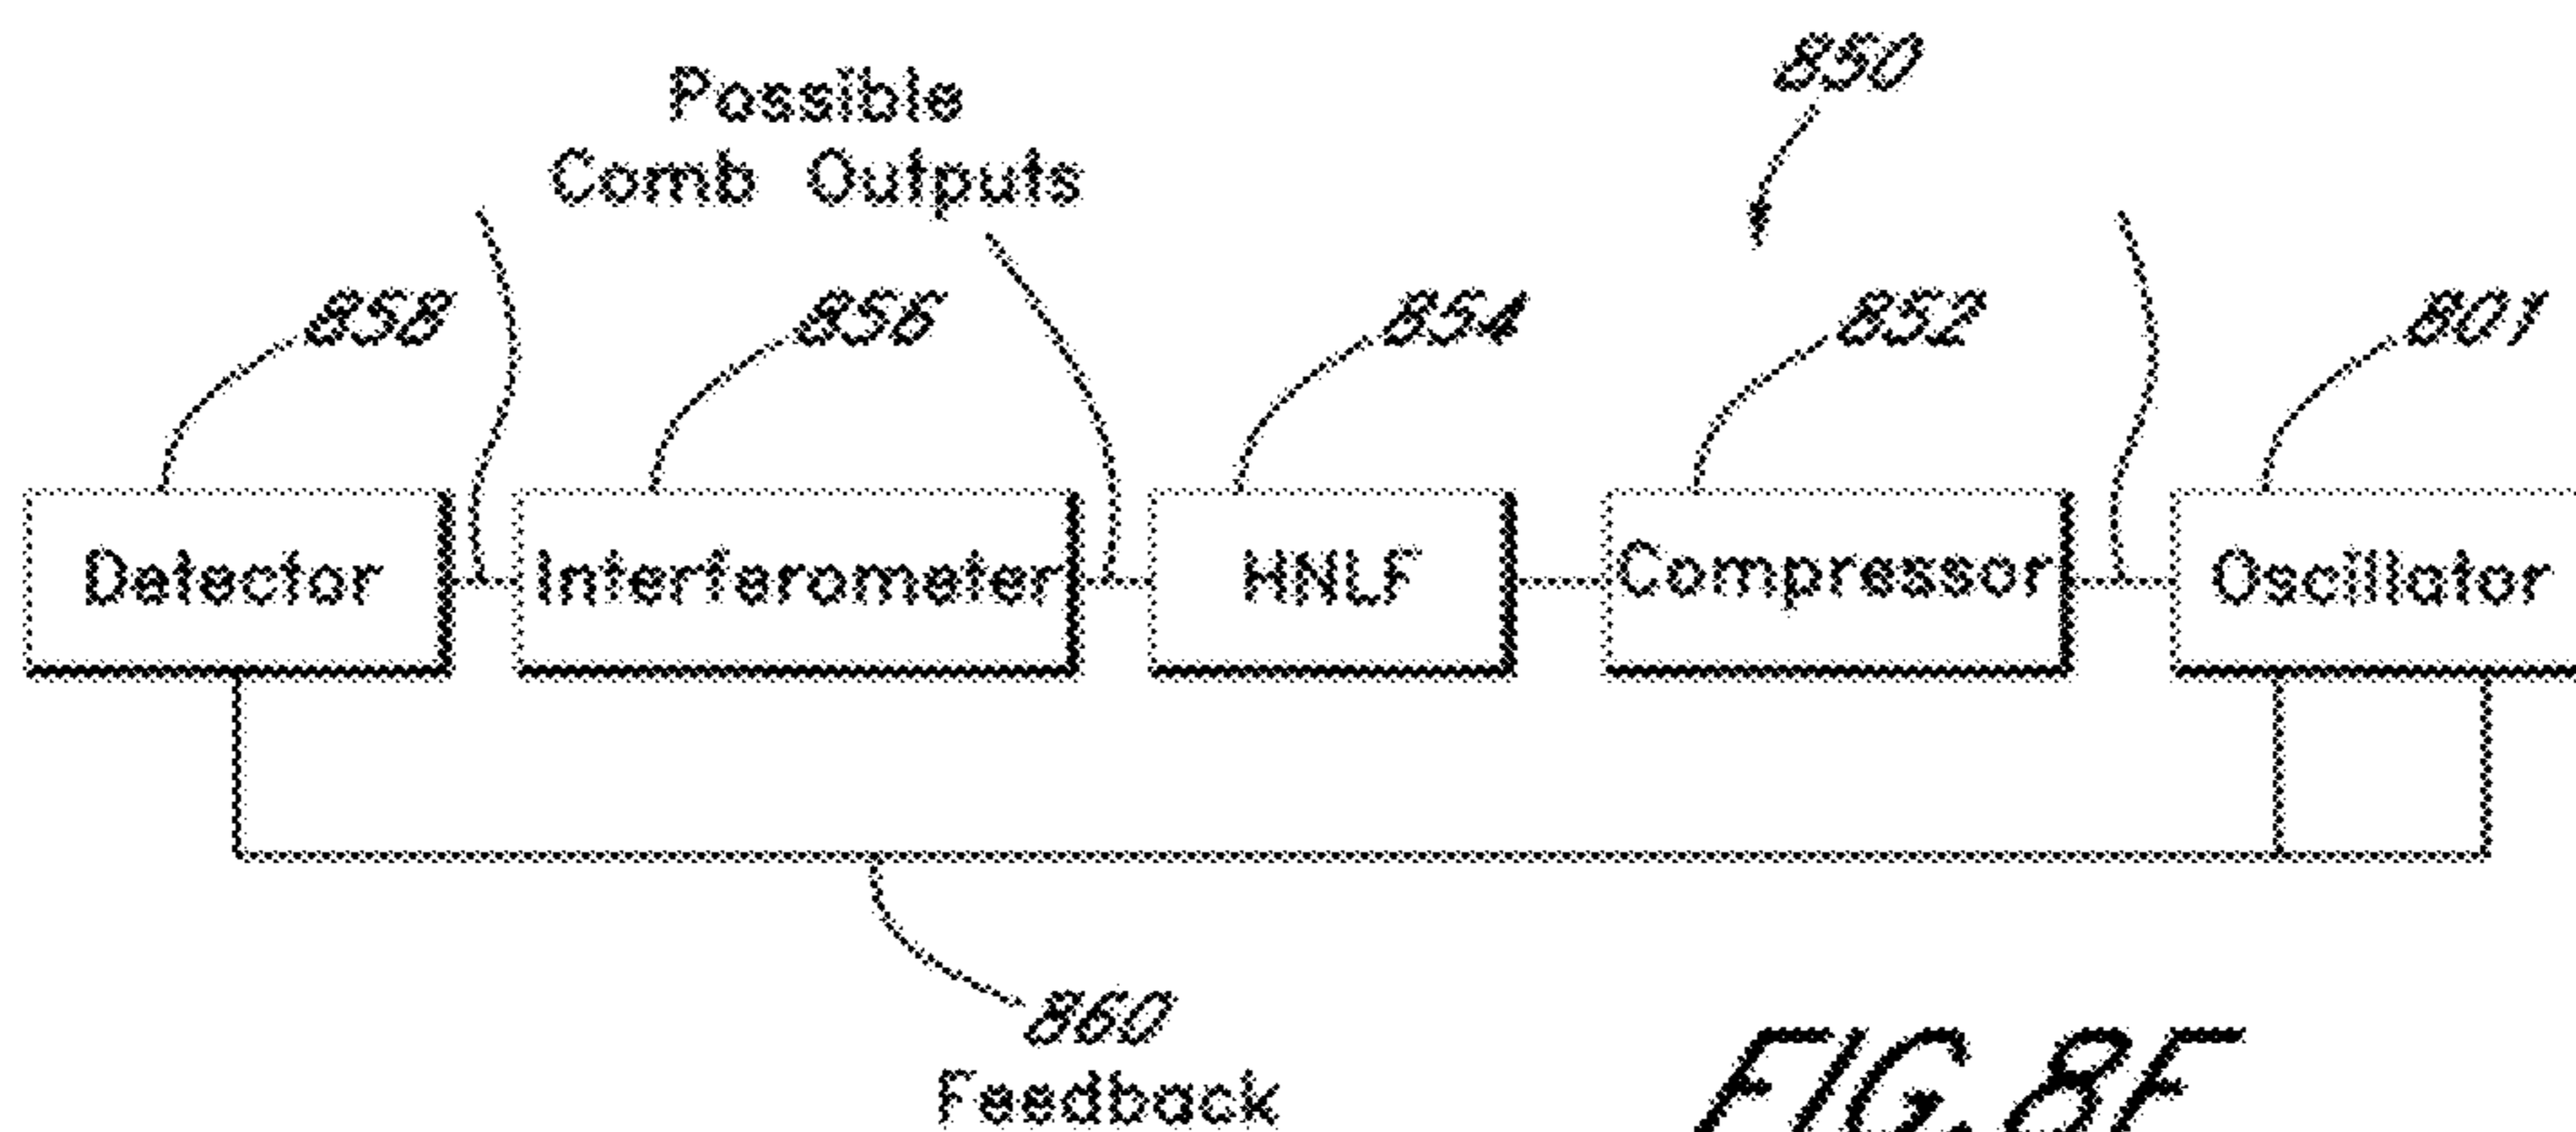 850
Possible
Comb Outputs
858
856
854
852
801
Detector
Interferometer
HNLF
Compressor
Oscillator
860
Feedback
FIG. 8F